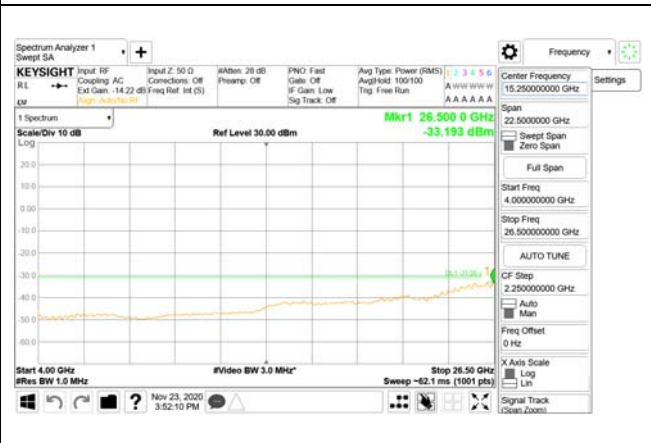 Spectrum Analyzer 1
Swept SA
Frequency
KEYSIGHT
RL
Input: RF
Coupling: AC
Ext Gain: -14.22 dB
Align: Auto/No RF
Input Z: 50 Ω
Corrections: Off
Freq Ref: Int (S)
#Atten: 28 dB
Preamp: Off
PNO: Fast
Gate: Off
IF Gain: Low
Sig Track: Off
Avg Type: Power (RMS)
Avg|Hold: 100/100
Trig: Free Run
1 2 3 4 5 6
A W W W W W
A A A A A A
1 Spectrum
Scale/Div 10 dB
Log
Ref Level 30.00 dBm
Mkr1 26.500 0 GHz
-33.193 dBm
20.0
10.0
0.00
-10.0
-20.0
-30.0
-40.0
-50.0
-60.0
1
Start 4.00 GHz
#Res BW 1.0 MHz
#Video BW 3.0 MHz*
Stop 26.50 GHz
Sweep ~62.1 ms (1001 pts)
Nov 23, 2020
3:52:10 PM
?
Center Frequency
15.250000000 GHz
Settings
Span
22.5000000 GHz
Swept Span
Zero Span
Full Span
Start Freq
4.000000000 GHz
Stop Freq
26.500000000 GHz
AUTO TUNE
CF Step
2.250000000 GHz
Auto
Man
Freq Offset
0 Hz
X Axis Scale
Log
Lin
Signal Track
(Span Zoom)